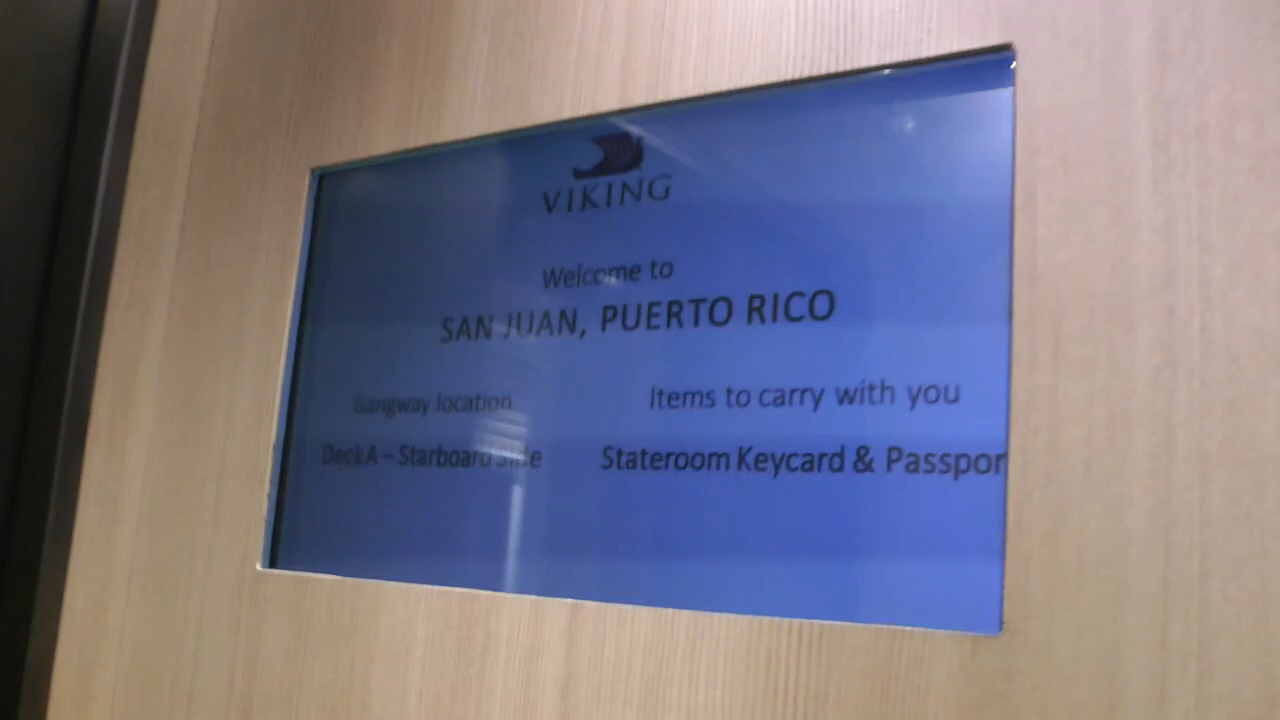 VIKING
Welcome to
SAN JUAN, PUERTO RICO
Gangway location
Deck A – Starboard Side
Items to carry with you
Stateroom Keycard & Passpor